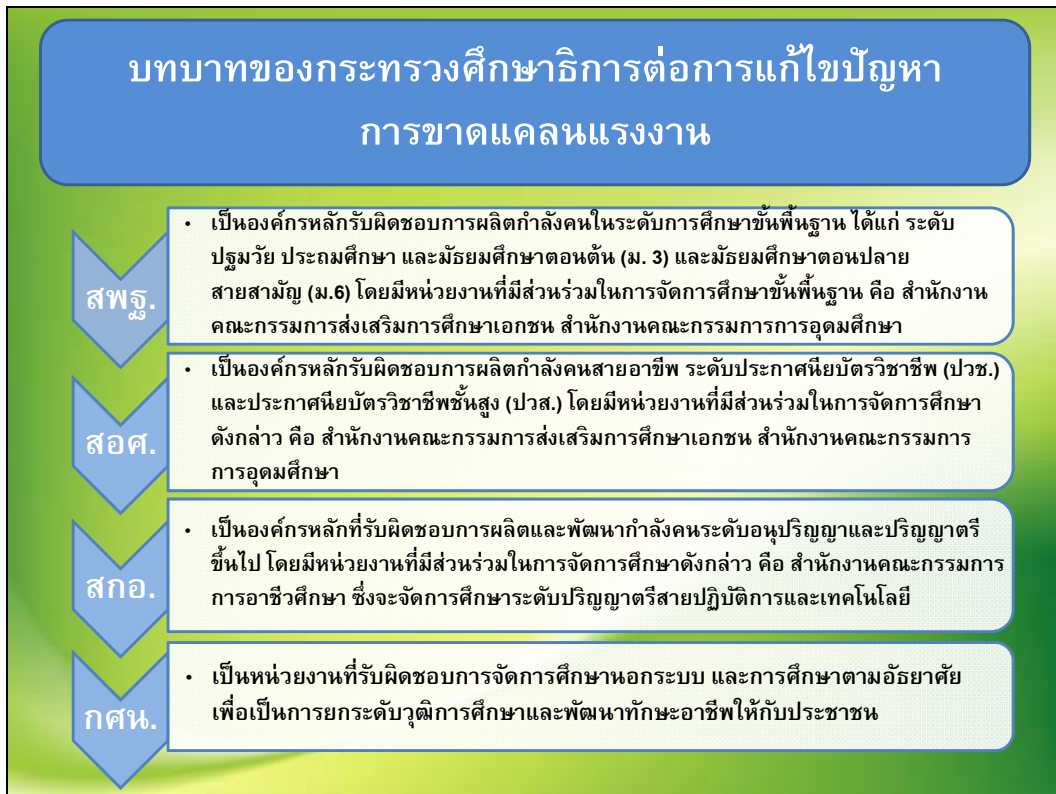 บทบาทของกระทรวงศึกษาธิการต่อการแก้ไขปัญหา
การขาดแคลนแรงงาน
สพฐ.
• เป็นองค์กรหลักรับผิดชอบการผลิตกำลังคนในระดับการศึกษาขั้นพื้นฐาน ได้แก่ ระดับ
ปฐมวัย ประถมศึกษา และมัธยมศึกษาตอนต้น (ม. 3) และมัธยมศึกษาตอนปลาย
สายสามัญ (ม.6) โดยมีหน่วยงานที่มีส่วนร่วมในการจัดการศึกษาขั้นพื้นฐาน คือ สำนักงาน
คณะกรรมการส่งเสริมการศึกษาเอกชน สำนักงานคณะกรรมการการอุดมศึกษา
สอศ.
• เป็นองค์กรหลักรับผิดชอบการผลิตกำลังคนสายอาชีพ ระดับประกาศนียบัตรวิชาชีพ (ปวช.)
และประกาศนียบัตรวิชาชีพชั้นสูง (ปวส.) โดยมีหน่วยงานที่มีส่วนร่วมในการจัดการศึกษา
ดังกล่าว คือ สำนักงานคณะกรรมการส่งเสริมการศึกษาเอกชน สำนักงานคณะกรรมการ
การอุดมศึกษา
สกอ.
• เป็นองค์กรหลักที่รับผิดชอบการผลิตและพัฒนากำลังคนระดับอนุปริญญาและปริญญาตรี
ขึ้นไป โดยมีหน่วยงานที่มีส่วนร่วมในการจัดการศึกษาดังกล่าว คือ สำนักงานคณะกรรมการ
การอาชีวศึกษา ซึ่งจะจัดการศึกษาระดับปริญญาตรีสายปฏิบัติการและเทคโนโลยี
กศน.
• เป็นหน่วยงานที่รับผิดชอบการจัดการศึกษานอกระบบ และการศึกษาตามอัธยาศัย
เพื่อเป็นการยกระดับวุฒิการศึกษาและพัฒนาทักษะอาชีพให้กับประชาชน